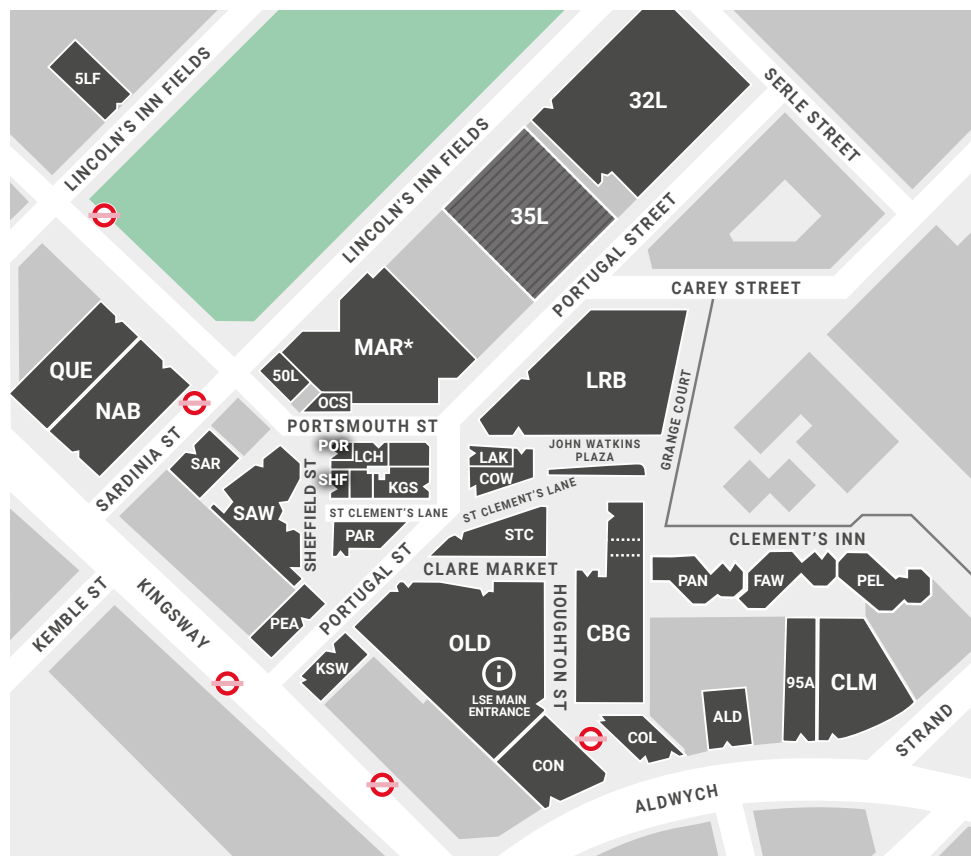 5LF
LINCOLN'S INN FIELDS
32L
SERLE STREET
LINCOLN'S INN FIELDS
35L
PORTUGAL STREET
CAREY STREET
MAR*
QUE
50L
LRB
NAB
OCS
GRANGE COURT
PORTSMOUTH ST
SARDINIA ST
POR
LCH
JOHN WATKINS
PLAZA
LAK
SAR
SHF
KGS
COW
SHEFFIELD ST
ST CLEMENT'S LANE
SAW
ST CLEMENT'S LANE
PAR
STC
CLEMENT'S INN
CLARE MARKET
PAN
FAW
PEL
KEMBLE ST
KINGSWAY
PORTUGAL ST
PEA
HOUGHTON ST
OLD
CBG
KSW
i
LSE MAIN
ENTRANCE
95A
CLM
ALD
COL
STRAND
CON
ALDWYCH